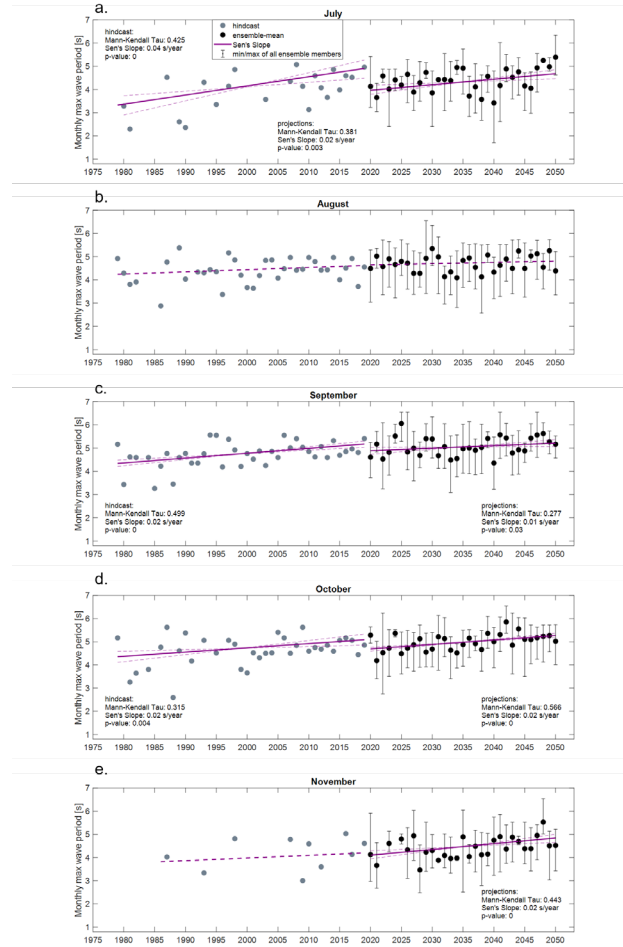 a.
July
hindcast:
Mann-Kendall Tau: 0.425
Sen's Slope: 0.04 s/year
p-value: 0
hindcast
ensemble-mean
Sen's Slope
min/max of all ensemble members
projections:
Mann-Kendall Tau: 0.381
Sen's Slope: 0.02 s/year
p-value: 0.003
Monthly max wave period [s]
7
6
5
4
3
2
1
1975 1980 1985 1990 1995 2000 2005 2010 2015 2020 2025 2030 2035 2040 2045 2050
b.
August
Monthly max wave period [s]
7
6
5
4
3
2
1
1975 1980 1985 1990 1995 2000 2005 2010 2015 2020 2025 2030 2035 2040 2045 2050
c.
September
Monthly max wave period [s]
7
6
5
4
3
2
1
hindcast:
Mann-Kendall Tau: 0.499
Sen's Slope: 0.02 s/year
p-value: 0
projections:
Mann-Kendall Tau: 0.277
Sen's Slope: 0.01 s/year
p-value: 0.03
1975 1980 1985 1990 1995 2000 2005 2010 2015 2020 2025 2030 2035 2040 2045 2050
d.
October
Monthly max wave period [s]
7
6
5
4
3
2
1
hindcast:
Mann-Kendall Tau: 0.315
Sen's Slope: 0.02 s/year
p-value: 0.004
projections:
Mann-Kendall Tau: 0.566
Sen's Slope: 0.02 s/year
p-value: 0
1975 1980 1985 1990 1995 2000 2005 2010 2015 2020 2025 2030 2035 2040 2045 2050
e.
November
Monthly max wave period [s]
7
6
5
4
3
2
1
projections:
Mann-Kendall Tau: 0.443
Sen's Slope: 0.02 s/year
p-value: 0
1975 1980 1985 1990 1995 2000 2005 2010 2015 2020 2025 2030 2035 2040 2045 2050